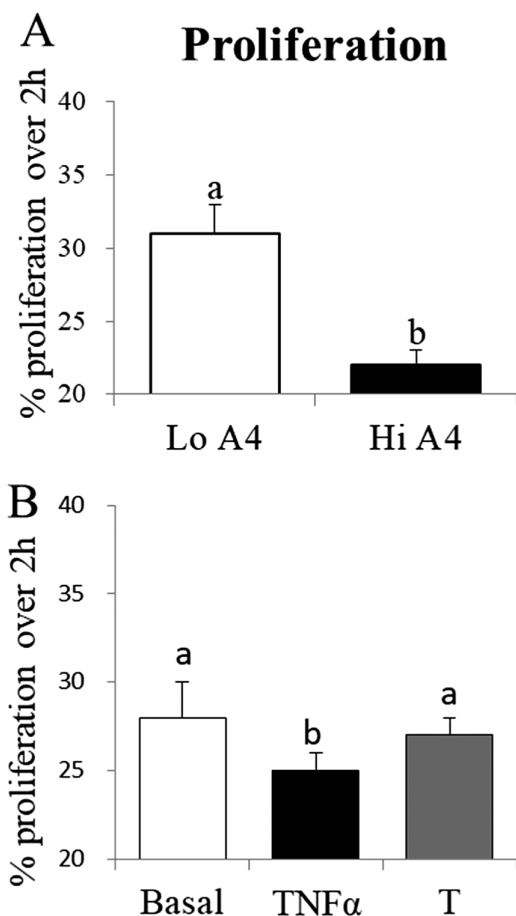 A
Proliferation
% proliferation over 2h
40
35
30
25
20
a
b
Lo A4
Hi A4
B
% proliferation over 2h
40
35
30
25
20
a
b
a
Basal
TNFα
T